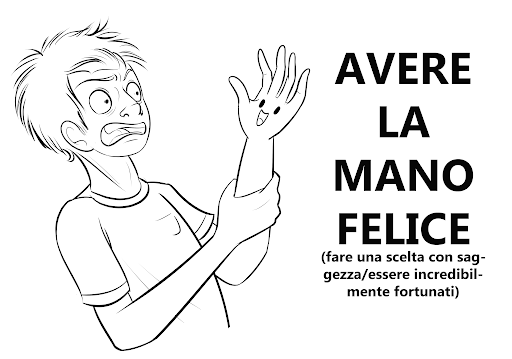 AVERE
LA
MANO
FELICE
(fare una scelta con sag-
gezza/essere incredibil-
mente fortunati)